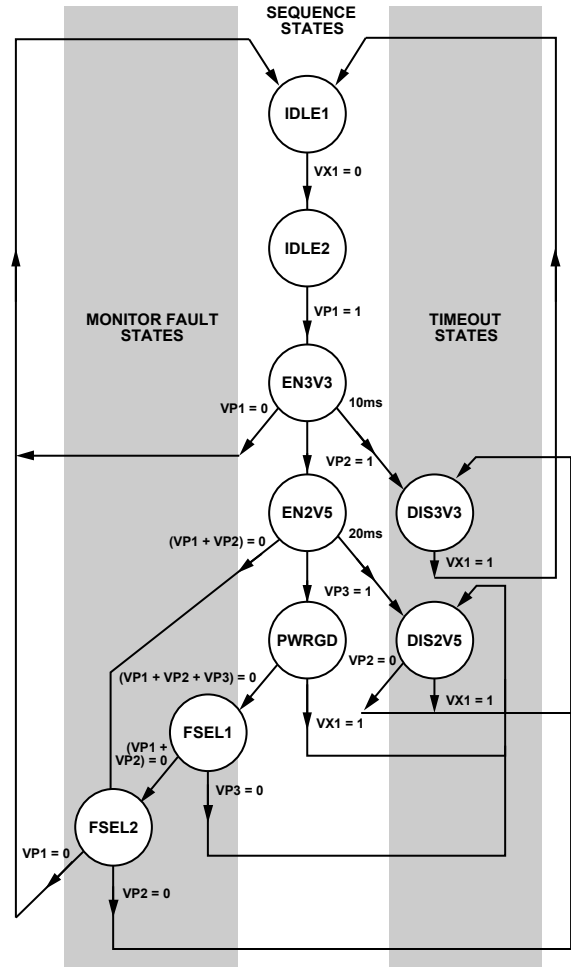 SEQUENCE
STATES
IDLE1
VX1 = 0
IDLE2
VP1 = 1
MONITOR FAULT
STATES
TIMEOUT
STATES
EN3V3
10ms
VP1 = 0
VP2 = 1
DIS3V3
VX1 = 1
EN2V5
20ms
(VP1 + VP2) = 0
VP3 = 1
DIS2V5
VP2 = 0
VX1 = 1
PWRGD
(VP1 + VP2 + VP3) = 0
VX1 = 1
FSEL1
(VP1 +
VP2) = 0
VP3 = 0
FSEL2
VP1 = 0
VP2 = 0